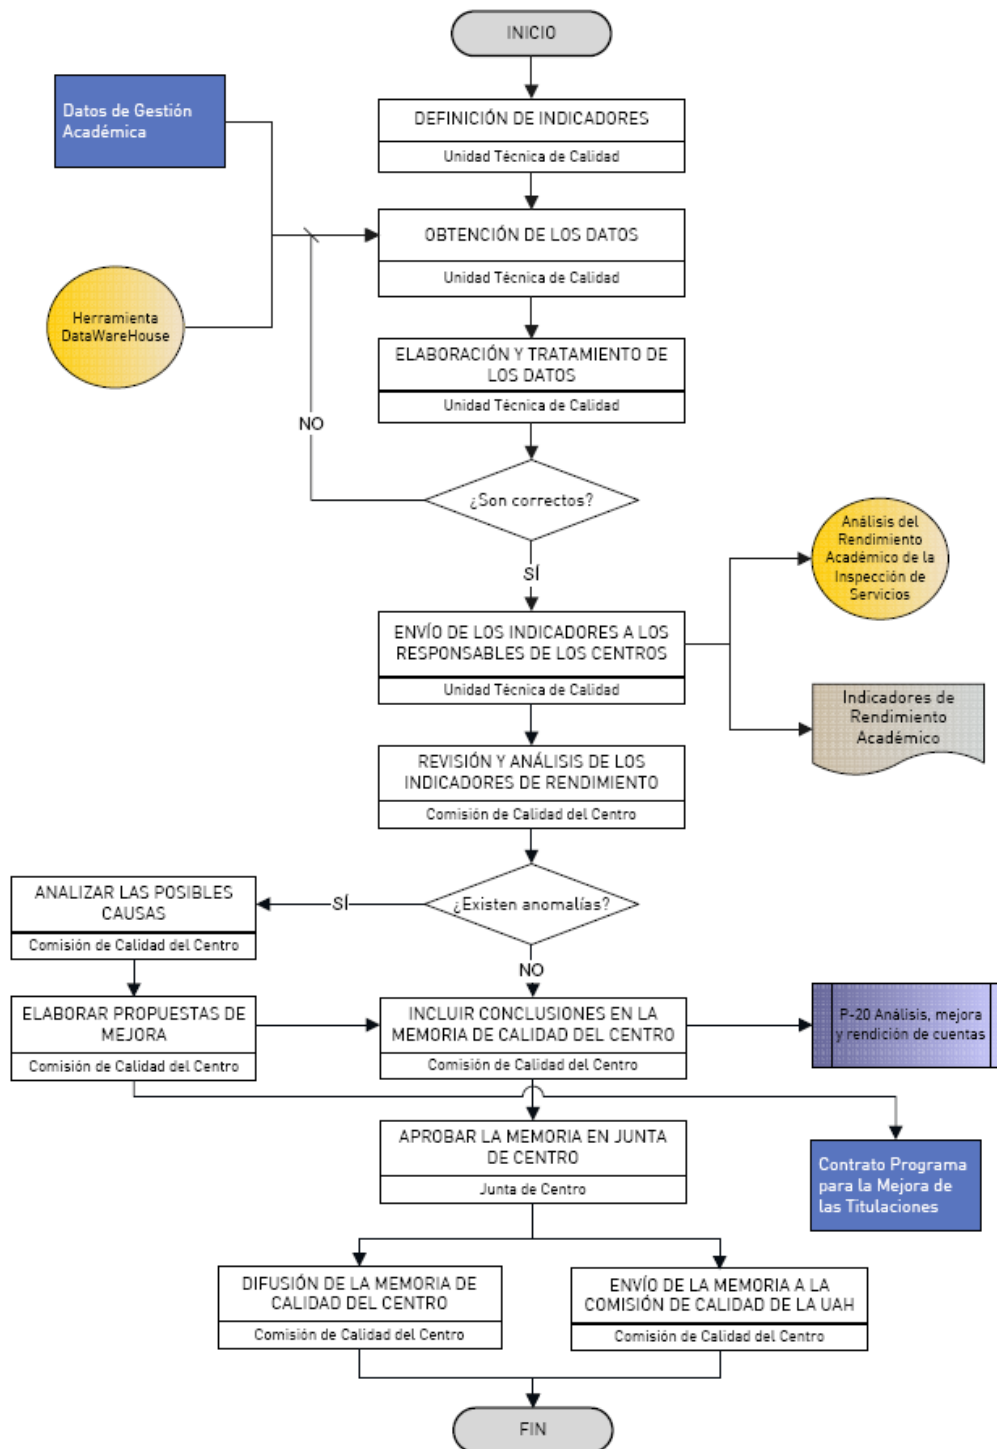 INICIO
Datos de Gestión
Académica
DEFINICIÓN DE INDICADORES
Unidad Técnica de Calidad
OBTENCIÓN DE LOS DATOS
Unidad Técnica de Calidad
Herramienta
DataWareHouse
ELABORACIÓN Y TRATAMIENTO DE
LOS DATOS
Unidad Técnica de Calidad
NO
¿Son correctos?
SÍ
Análisis del
Rendimiento
Académico de la
Inspección de
Servicios
ENVÍO DE LOS INDICADORES A LOS
RESPONSABLES DE LOS CENTROS
Unidad Técnica de Calidad
Indicadores de
Rendimiento
Académico
REVISIÓN Y ANÁLISIS DE LOS
INDICADORES DE RENDIMIENTO
Comisión de Calidad del Centro
¿Existen anomalías?
SÍ
ANALIZAR LAS POSIBLES
CAUSAS
Comisión de Calidad del Centro
NO
ELABORAR PROPUESTAS DE
MEJORA
Comisión de Calidad del Centro
INCLUIR CONCLUSIONES EN LA
MEMORIA DE CALIDAD DEL CENTRO
Comisión de Calidad del Centro
P-20 Análisis, mejora
y rendición de cuentas
APROBAR LA MEMORIA EN JUNTA
DE CENTRO
Junta de Centro
Contrato Programa
para la Mejora de
las Titulaciones
DIFUSIÓN DE LA MEMORIA DE
CALIDAD DEL CENTRO
Comisión de Calidad del Centro
ENVÍO DE LA MEMORIA A LA
COMISIÓN DE CALIDAD DE LA UAH
Comisión de Calidad del Centro
FIN